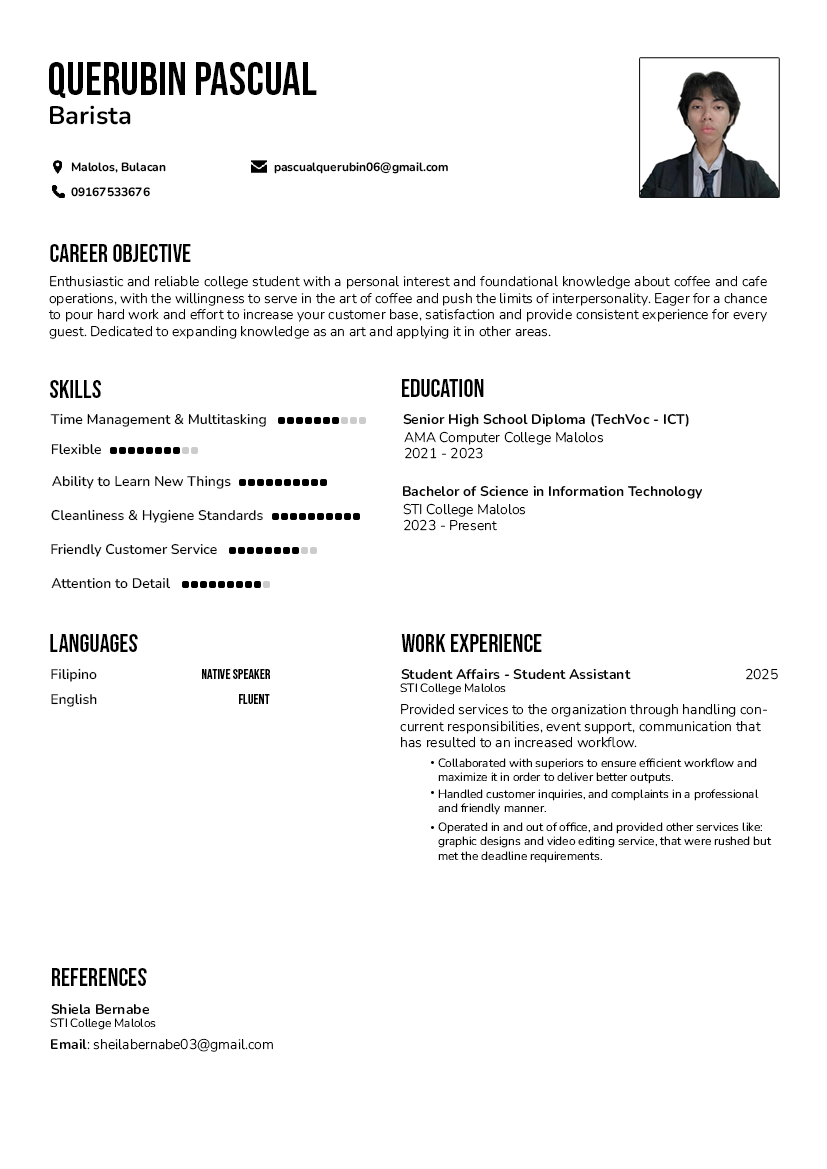 QUERUBIN PASCUAL
Barista
Malolos, Bulacan
pascualquerubin06@gmail.com
09167533676
CAREER OBJECTIVE
Enthusiastic and reliable college student with a personal interest and foundational knowledge about coffee and cafe
operations, with the willingness to serve in the art of coffee and push the limits of interpersonality. Eager for a chance
to pour hard work and effort to increase your customer base, satisfaction and provide consistent experience for every
guest. Dedicated to expanding knowledge as an art and applying it in other areas.
SKILLS
Time Management & Multitasking
Flexible
Ability to Learn New Things
Cleanliness & Hygiene Standards
Friendly Customer Service
Attention to Detail
EDUCATION
Senior High School Diploma (TechVoc - ICT)
AMA Computer College Malolos
2021 - 2023
Bachelor of Science in Information Technology
STI College Malolos
2023 - Present
LANGUAGES
Filipino NATIVE SPEAKER
English FLUENT
WORK EXPERIENCE
Student Affairs - Student Assistant 2025
STI College Malolos
Provided services to the organization through handling con-
current responsibilities, event support, communication that
has resulted to an increased workflow.
• Collaborated with superiors to ensure efficient workflow and
maximize it in order to deliver better outputs.
• Handled customer inquiries, and complaints in a professional
and friendly manner.
• Operated in and out of office, and provided other services like:
graphic designs and video editing service, that were rushed but
met the deadline requirements.
REFERENCES
Shiela Bernabe
STI College Malolos
Email: sheilabernabe03@gmail.com